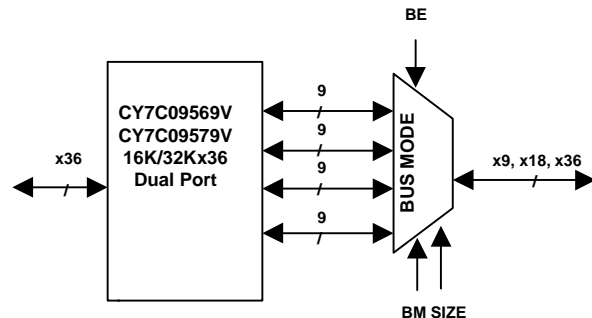 BE
CY7C09569V
CY7C09579V
16K/32Kx36
Dual Port
x36
9
9
9
9
BUS MODE
x9, x18, x36
BM SIZE